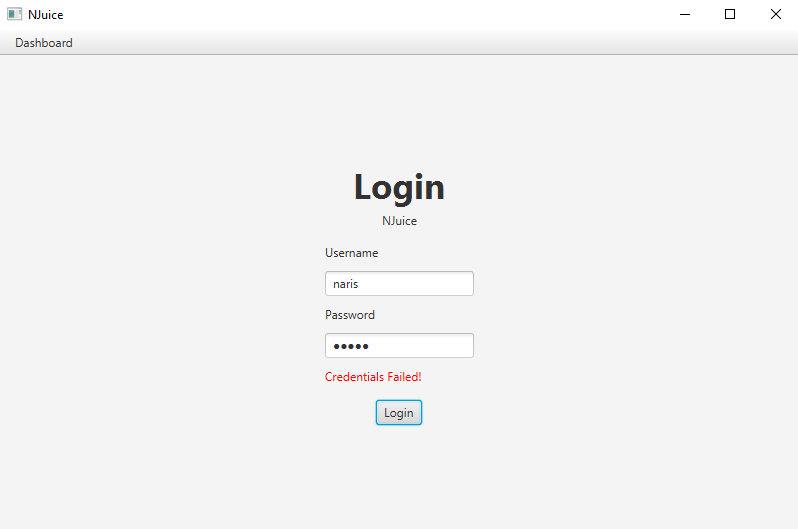 NJuice
Dashboard
Login
NJuice
Username
naris
Password
●●●●●
Credentials Failed!
Login